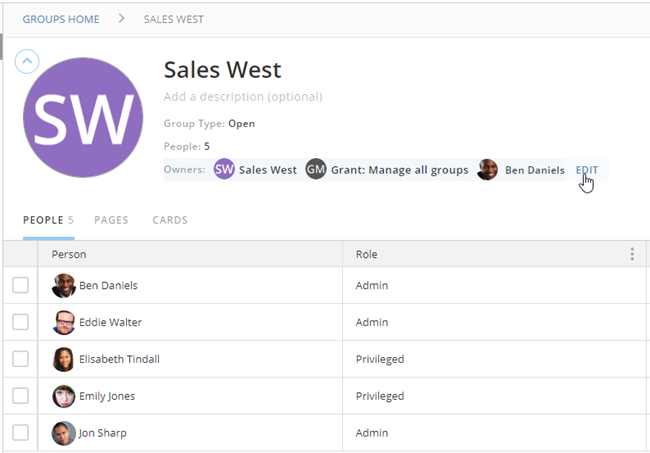 GROUPS HOME > SALES WEST
SW
Sales West
Add a description (optional)
Group Type: Open
People: 5
Owners: SW Sales West GM Grant: Manage all groups Ben Daniels EDIT
PEOPLE 5 PAGES CARDS
Person Role
Ben Daniels Admin
Eddie Walter Admin
Elisabeth Tindall Privileged
Emily Jones Privileged
Jon Sharp Admin